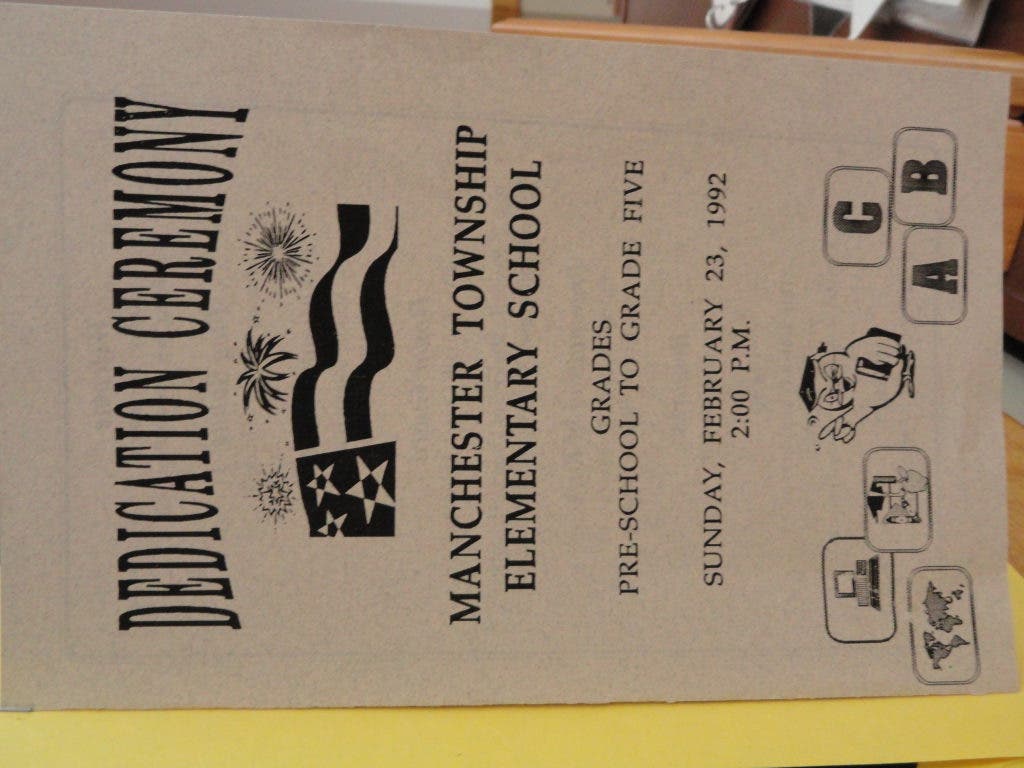 DEDICATION CEREMONY
MANCHESTER TOWNSHIP
ELEMENTARY SCHOOL
GRADES
PRE-SCHOOL TO GRADE FIVE
SUNDAY, FEBRUARY 23, 1992
2:00 P.M.
C
A B